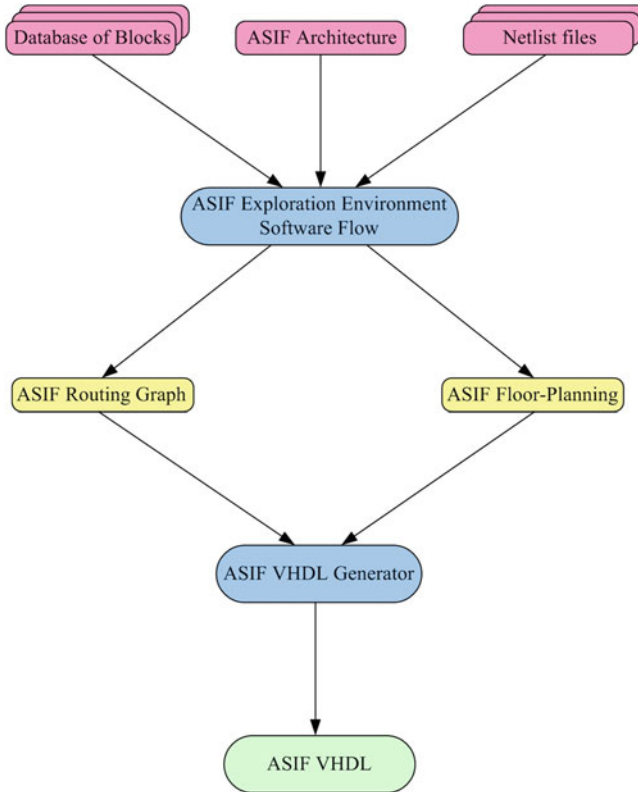 Database of Blocks
ASIF Architecture
Netlist files
ASIF Exploration Environment
Software Flow
ASIF Routing Graph
ASIF Floor-Planning
ASIF VHDL Generator
ASIF VHDL